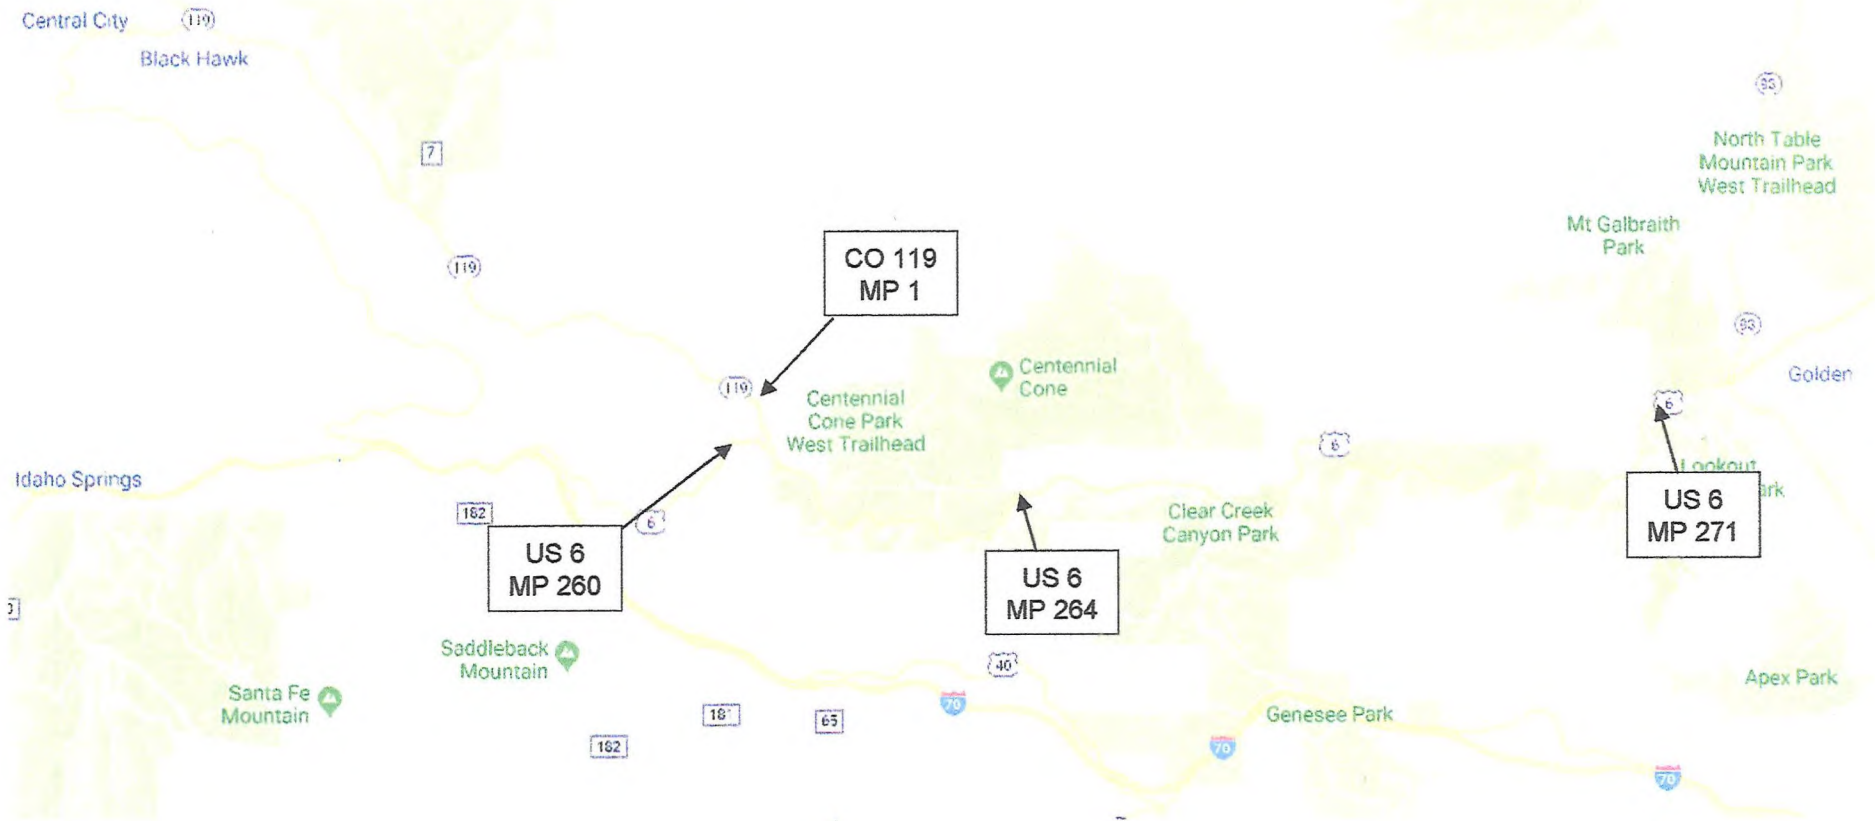 Central City
119
Black Hawk
93
7
North Table
Mountain Park
West Trailhead
Mt Galbraith
Park
CO 119
MP 1
119
93
Centennial
Cone
Golden
119
Centennial
Cone Park
West Trailhead
6
6
Idaho Springs
Lookout
ark
182
6
Clear Creek
Canyon Park
US 6
MP 271
US 6
MP 260
US 6
MP 264
Saddleback
Mountain
40
Apex Park
Santa Fe
Mountain
70
18
65
Genesee Park
182
70
70